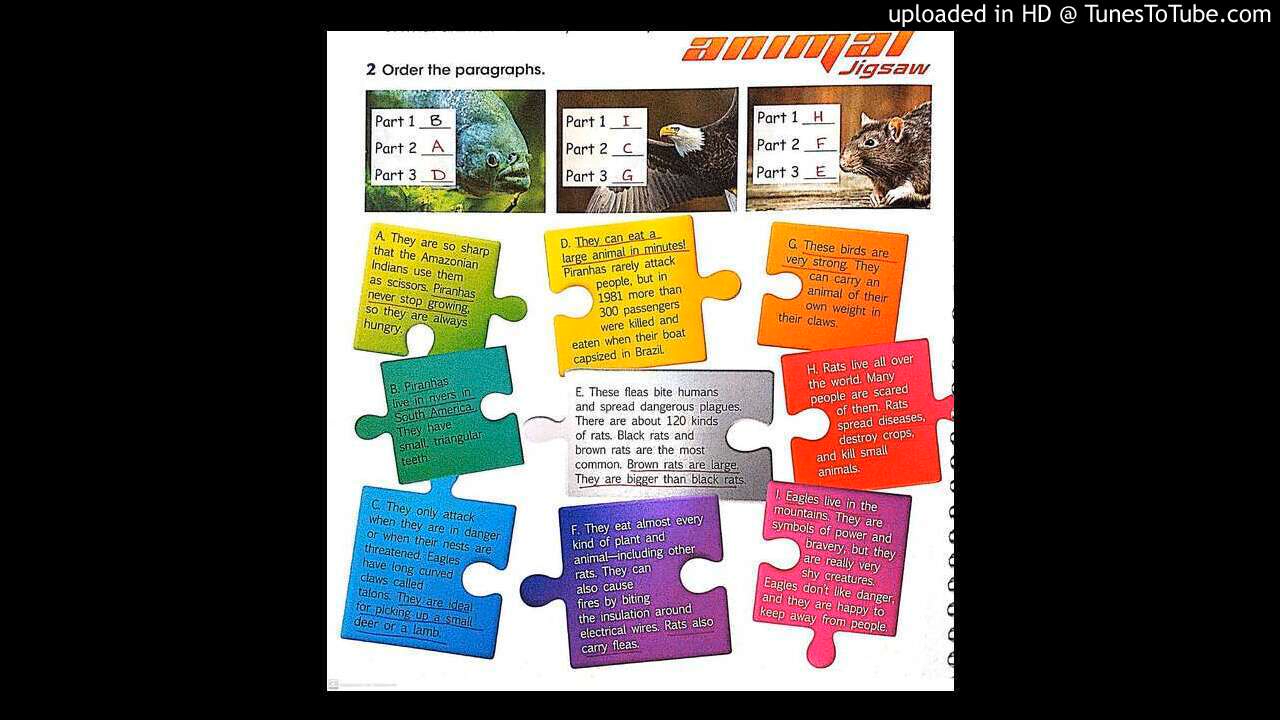 uploaded in HD @ TunesToTube.com
animal
Jigsaw
2 Order the paragraphs.
Part 1 B
Part 2 A
Part 3 D
Part 1 I
Part 2 C
Part 3 G
Part 1 H
Part 2 F
Part 3 E
A. They are so sharp
that the Amazonian
Indians use them
as scissors. Piranhas
never stop growing,
so they are always
hungry.
D. They can eat a
large animal in minutes!
Piranhas rarely attack
people, but in
1981 more than
300 passengers
were killed and
eaten when their boat
capsized in Brazil.
G. These birds are
very strong. They
can carry an
animal of their
own weight in
their claws.
B. Piranhas
live in rivers in
South America.
They have
small, triangular
teeth.
E. These fleas bite humans
and spread dangerous plagues.
There are about 120 kinds
of rats. Black rats and
brown rats are the most
common. Brown rats are large.
They are bigger than black rats.
H. Rats live all over
the world. Many
people are scared
of them. Rats
spread diseases,
destroy crops,
and kill small
animals.
C. They only attack
when they are in danger
or when their nests are
threatened. Eagles
have long curved
claws called
talons. They are ideal
for picking up a small
deer or a lamb.
F. They eat almost every
kind of plant and
animal—including other
rats. They can
also cause
fires by biting
the insulation around
electrical wires. Rats also
carry fleas.
I. Eagles live in the
mountains. They are
symbols of power and
bravery, but they
are really very
shy creatures.
Eagles don't like danger,
and they are happy to
keep away from people.